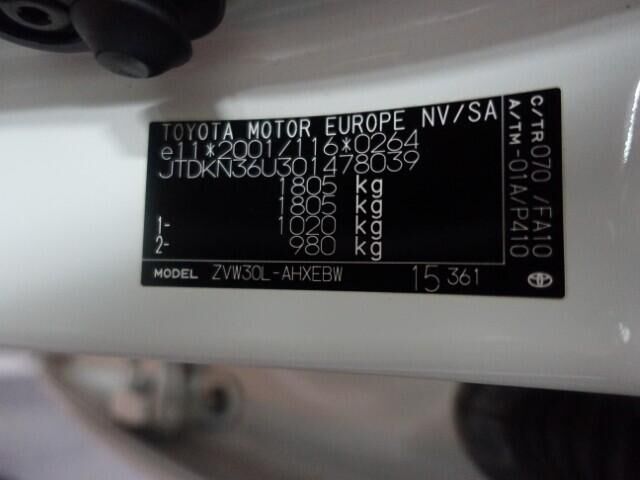 TOYOTA MOTOR EUROPE NV/SA
e11*2001/116*0264
JTDKN36U301478039
1805 kg
1805 kg
1- 1020 kg
2- 980 kg
MODEL ZVW30L-AHXEBW 15 361
C/TR 070 /FA10
A/TM -01A/P410